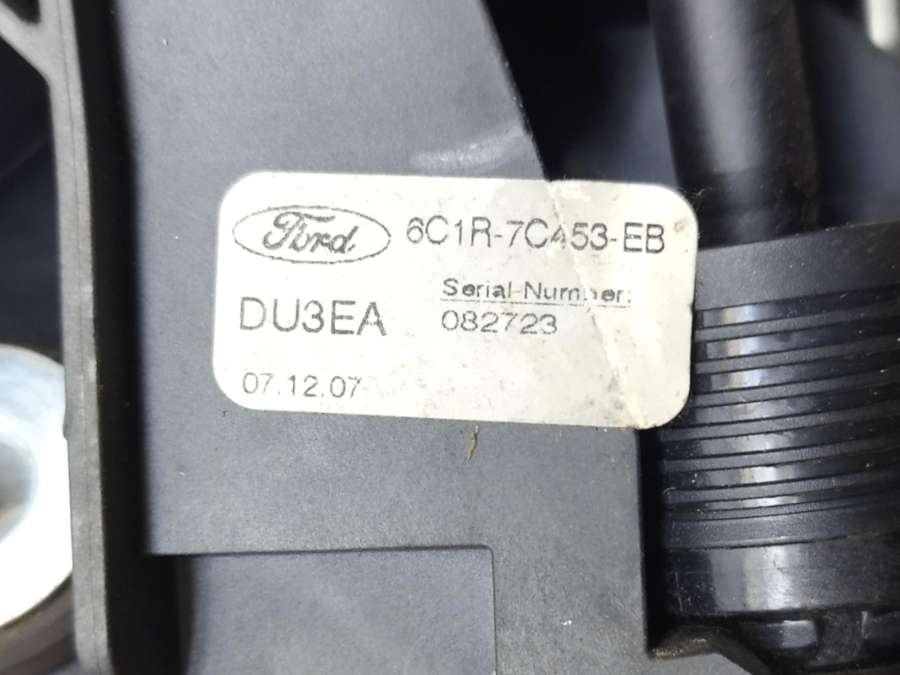 Ford 6C1R-7C453-EB
Serial Number:
DU3EA 082723
07.12.07